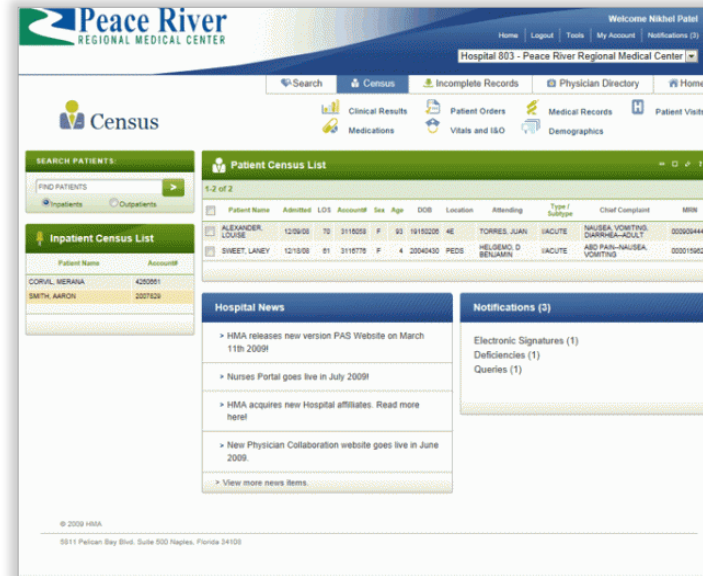 Peace River
REGIONAL MEDICAL CENTER
Welcome Nikhel Patel
Home | Logout | Tools | My Account | Notifications (3)
Hospital 803 - Peace River Regional Medical Center
Search
Census
Incomplete Records
Physician Directory
Home
Census
Clinical Results
Patient Orders
Medical Records
Patient Visits
Medications
Vitals and I&O
Demographics
SEARCH PATIENTS:
FIND PATIENTS >
Inpatients Outpatients
Inpatient Census List
Patient Name Account#
CORVIL, MERANA 4260661
SMITH, AARON 2007829
Patient Census List
1-2 of 2
Patient Name Admitted LOS Account# Sex Age DOB Location Attending Type / Subtype Chief Complaint MRN
ALEXANDER, LOUISE 12/09/08 70 3116058 F 93 19150206 4E TORRES, JUAN I/ACUTE NAUSEA, VOMITING, DIARRHEA--ADULT
SWEET, LANEY 12/18/08 61 3116776 F 4 20040430 PEDS HELGEMO, D BENJAMIN I/ACUTE ABD PAIN--NAUSEA, VOMITING
Hospital News
> HMA releases new version PAS Website on March
11th 2009!
> Nurses Portal goes live in July 2009!
> HMA acquires new Hospital affilliates. Read more
here!
> New Physician Collaboration website goes live in June
2009.
> View more news items.
Notifications (3)
Electronic Signatures (1)
Deficiencies (1)
Queries (1)
© 2009 HMA
5811 Pelican Bay Blvd. Suite 500 Naples, Florida 34108